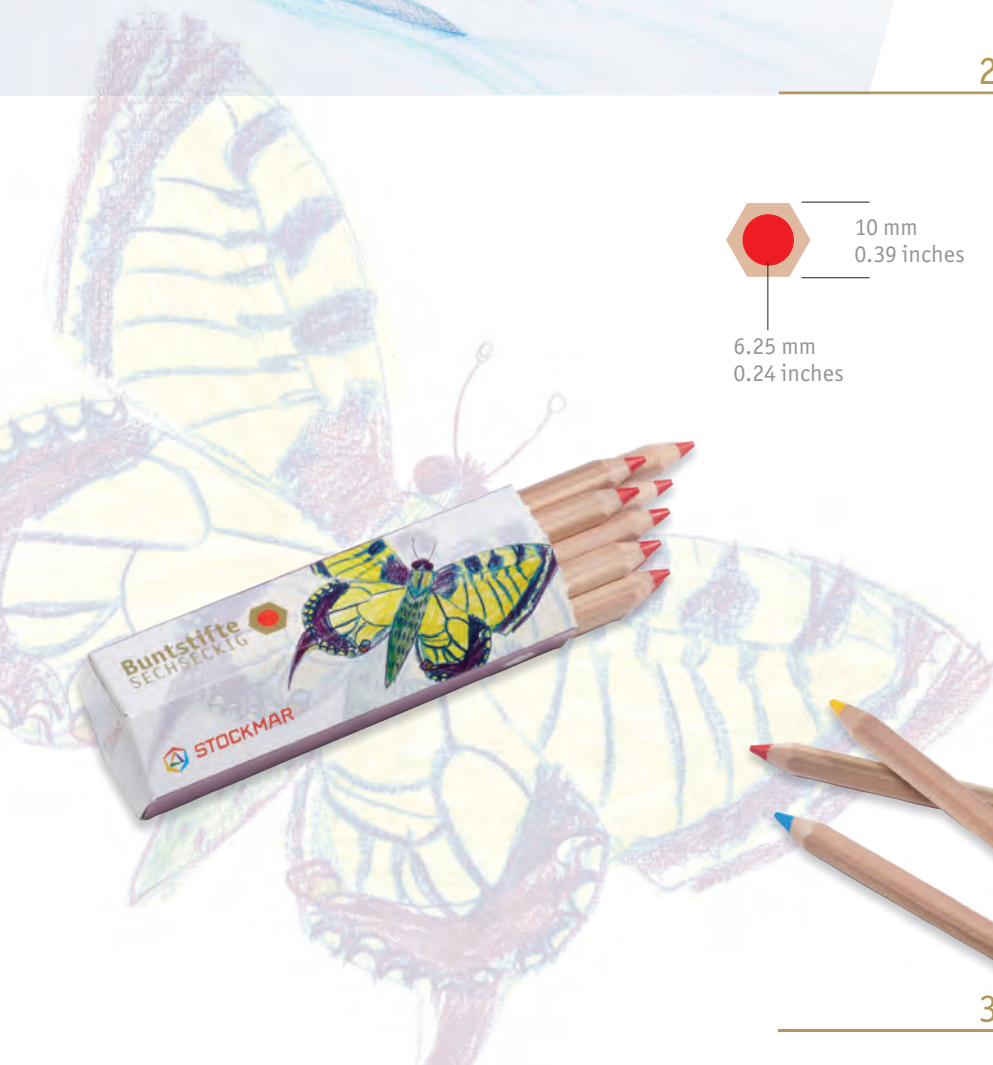 2
10 mm
0.39 inches
6.25 mm
0.24 inches
Buntstifte
SECHSECKIG
STOCKMAR
3